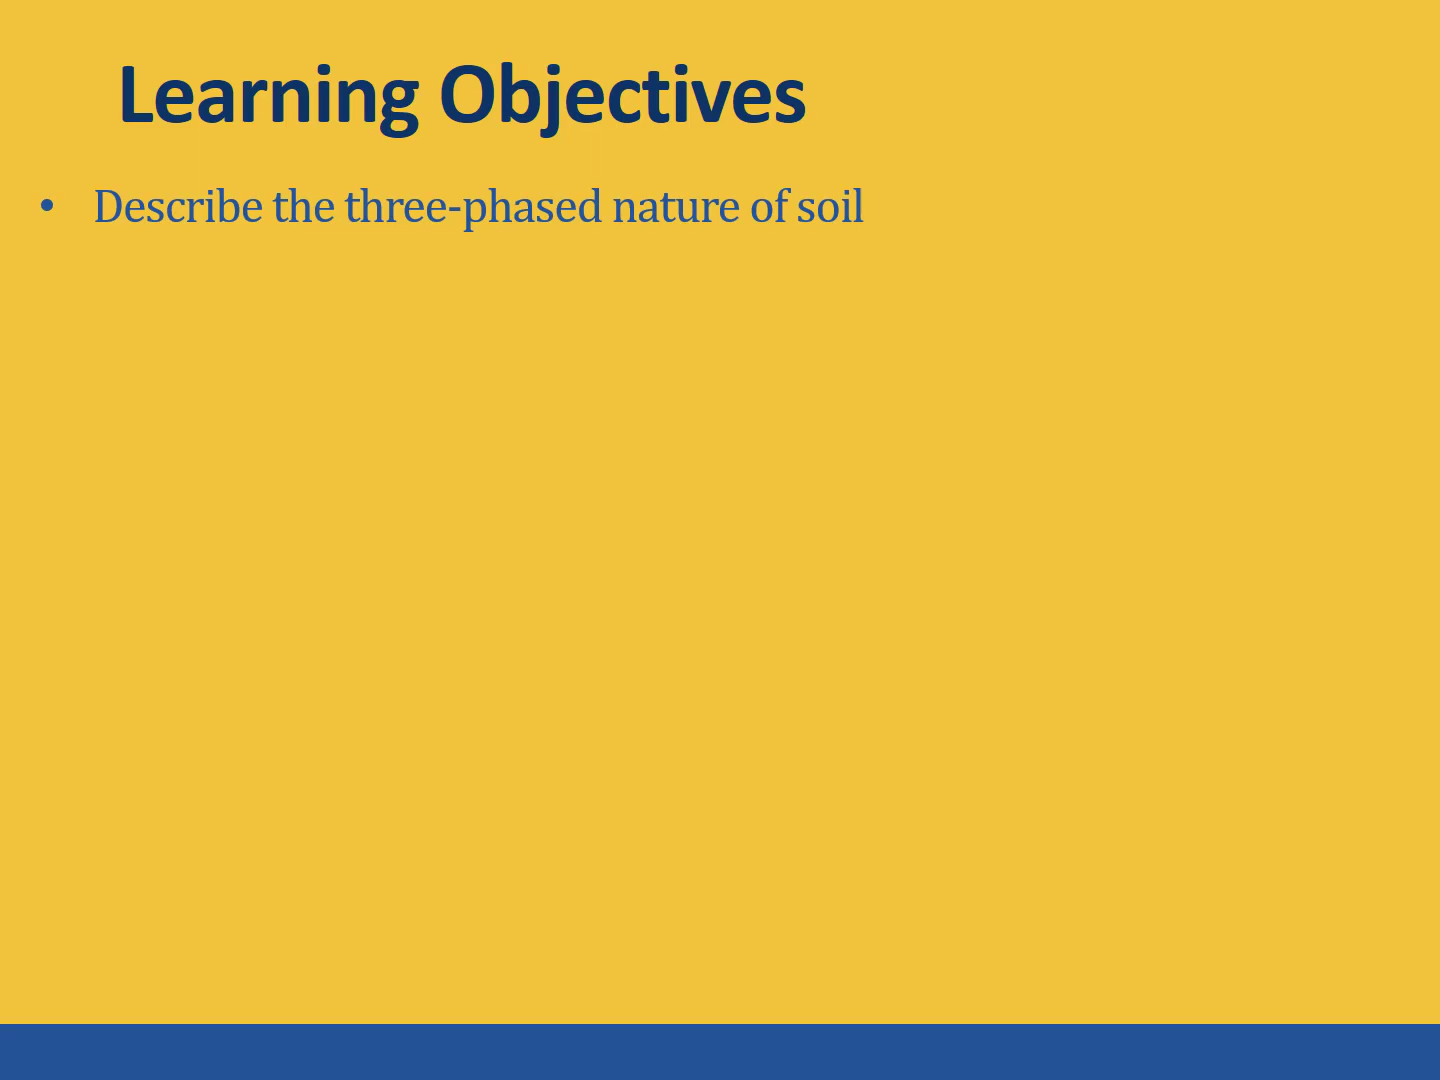 Learning Objectives
• Describe the three-phased nature of soil